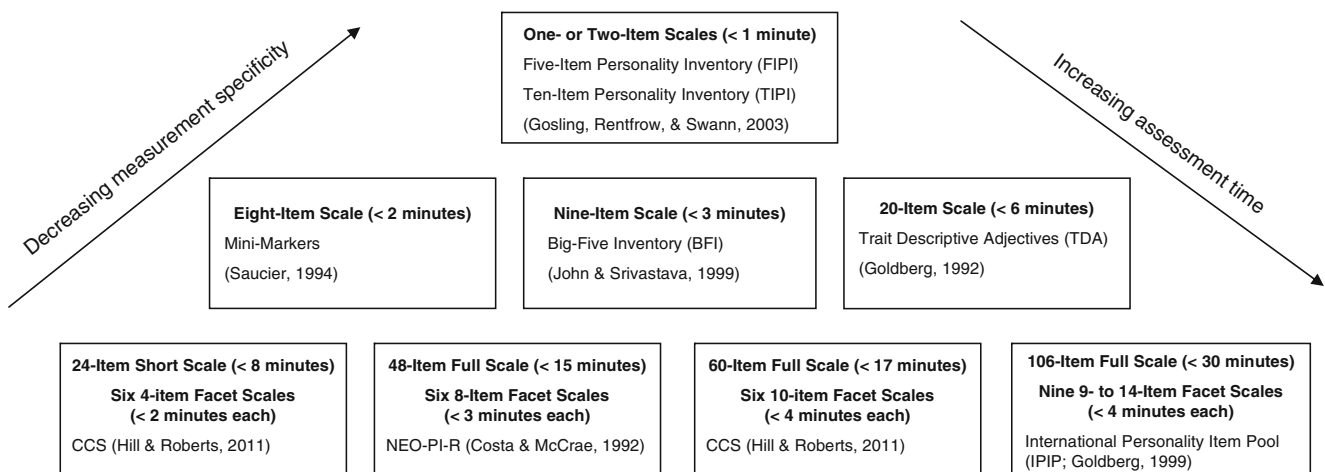 Decreasing measurement specificity
One- or Two-Item Scales (< 1 minute)
Five-Item Personality Inventory (FIPI)
Ten-Item Personality Inventory (TIPI)
(Gosling, Rentfrow, & Swann, 2003)
Increasing assessment time
Eight-Item Scale (< 2 minutes)
Mini-Markers
(Saucier, 1994)
Nine-Item Scale (< 3 minutes)
Big-Five Inventory (BFI)
(John & Srivastava, 1999)
20-Item Scale (< 6 minutes)
Trait Descriptive Adjectives (TDA)
(Goldberg, 1992)
24-Item Short Scale (< 8 minutes)
Six 4-item Facet Scales
(< 2 minutes each)
CCS (Hill & Roberts, 2011)
48-Item Full Scale (< 15 minutes)
Six 8-Item Facet Scales
(< 3 minutes each)
NEO-PI-R (Costa & McCrae, 1992)
60-Item Full Scale (< 17 minutes)
Six 10-item Facet Scales
(< 4 minutes each)
CCS (Hill & Roberts, 2011)
106-Item Full Scale (< 30 minutes)
Nine 9- to 14-Item Facet Scales
(< 4 minutes each)
International Personality Item Pool
(IPIP; Goldberg, 1999)